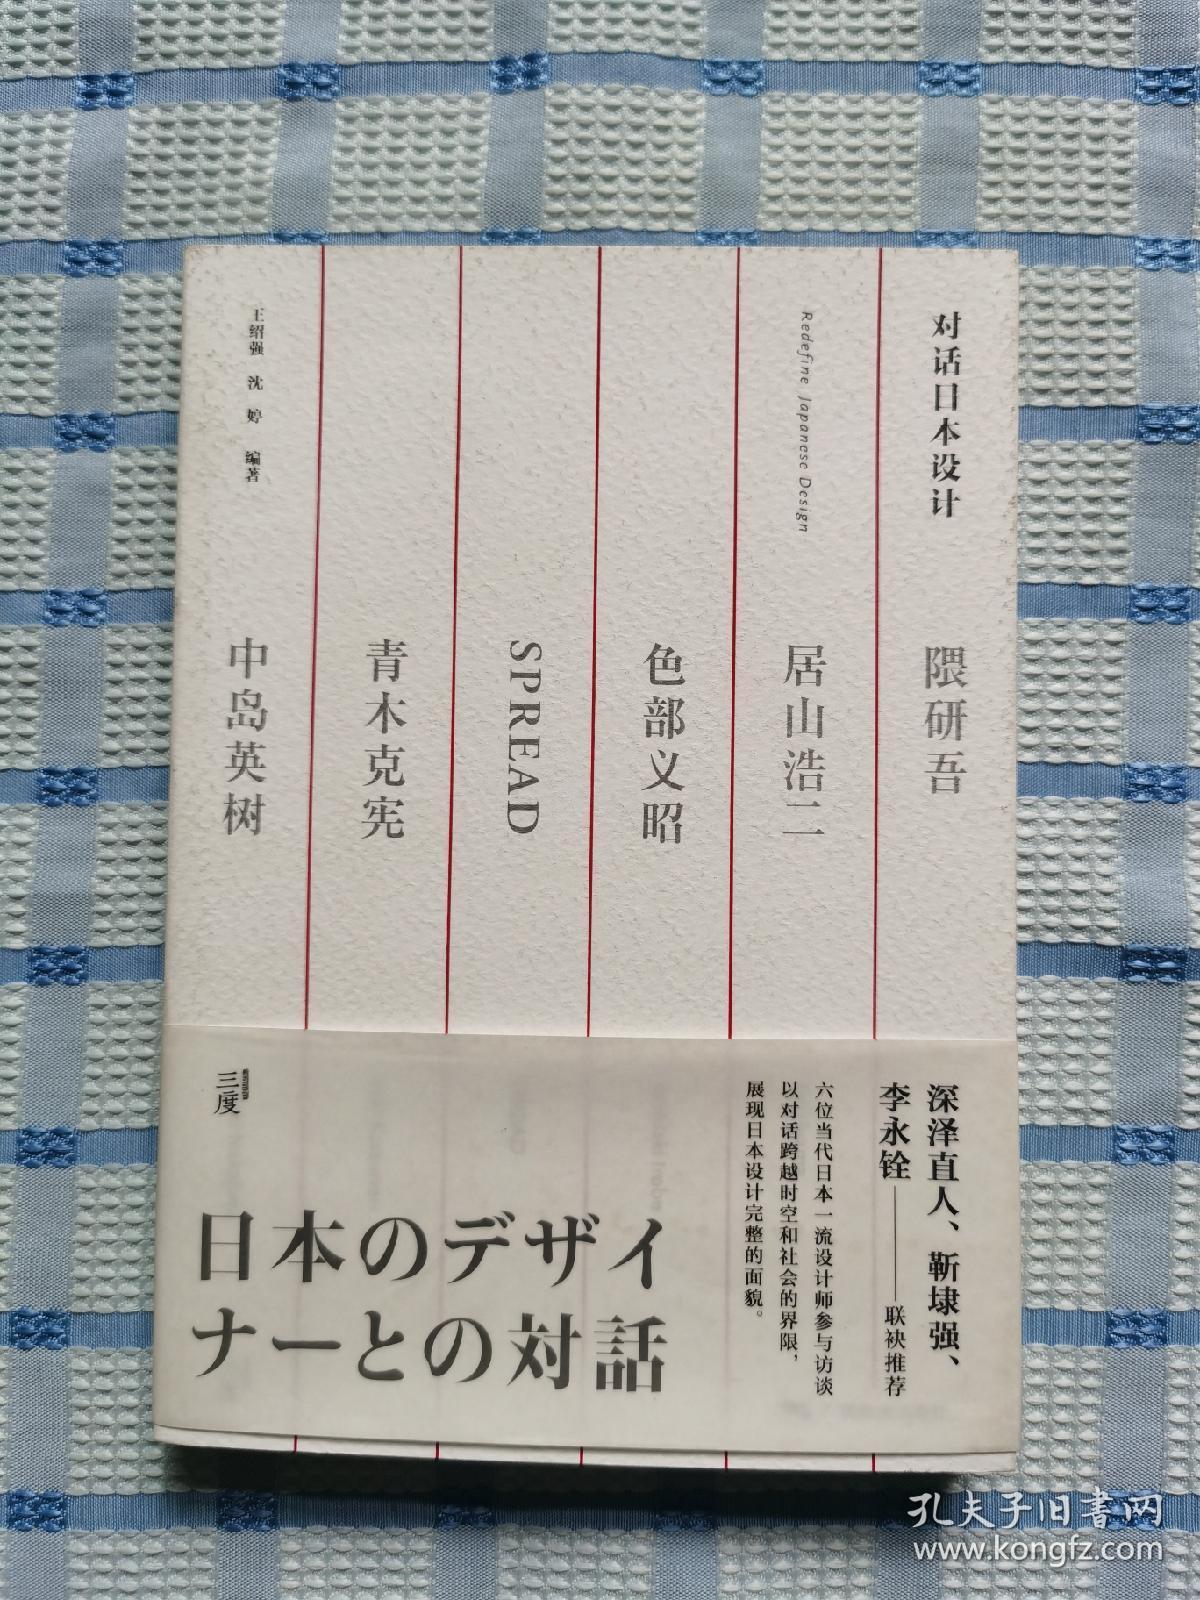 对话日本设计
Redefine Japanese Design
王绍强 沈婷 编著
隈研吾
居山浩二
色部义昭
SPREAD
青木克宪
中岛英树
深泽直人、靳埭强、
李永铨——联袂推荐
六位当代日本一流设计师参与访谈
以对话跨越时空和社会的界限，
展现日本设计完整的面貌。
三度
日本のデザイ
ナーとの対話
孔夫子旧书网
www.kongfz.com